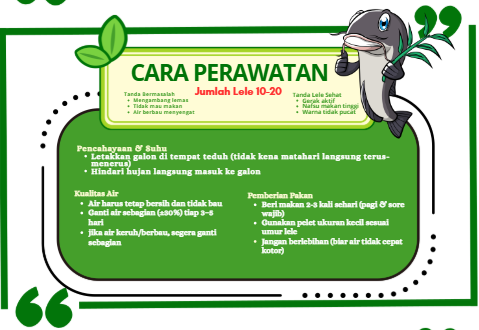 CARA PERAWATAN
Jumlah Lele 10-20
Tanda Bermasalah
• Mengambang lemas
• Tidak mau makan
• Air berbau menyengat
Tanda Lele Sehat
• Gerak aktif
• Nafsu makan tinggi
• Warna tidak pucat
Pencahayaan & Suhu
• Letakkan galon di tempat teduh (tidak kena matahari langsung terus-
menerus)
• Hindari hujan langsung masuk ke galon
Kualitas Air
• Air harus tetap bersih dan tidak bau
• Ganti air sebagian (±30%) tiap 3–5
hari
• jika air keruh/berbau, segera ganti
sebagian
Pemberian Pakan
• Beri makan 2-3 kali sehari (pagi & sore
wajib)
• Gunakan pelet ukuran kecil sesuai
umur lele
• Jangan berlebihan (biar air tidak cepat
kotor)